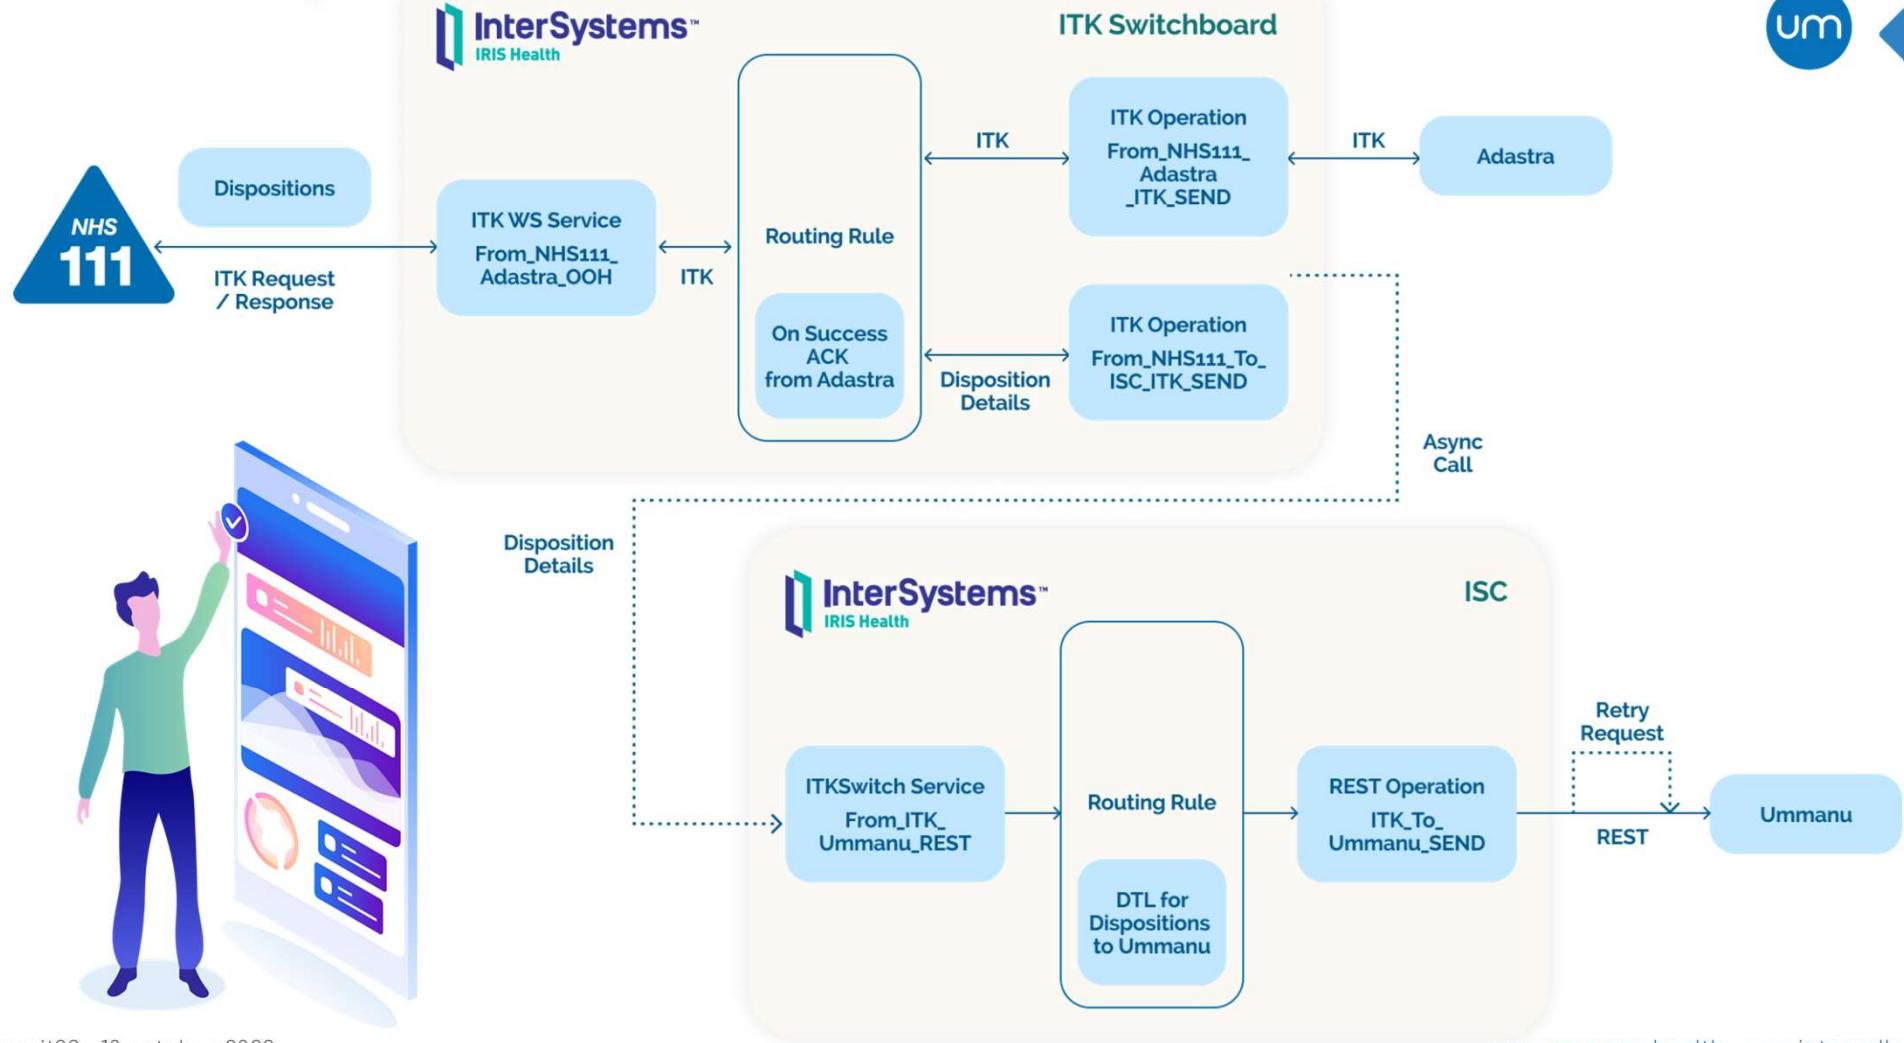 InterSystems™
IRIS Health
ITK Switchboard
um
NHS
111
Dispositions
ITK Request
/ Response
ITK WS Service
From_NHS111_
Adastra_OOH
ITK
Routing Rule
On Success
ACK
from Adastra
ITK
Disposition
Details
ITK Operation
From_NHS111_
Adastra
_ITK_SEND
ITK
Adastra
ITK Operation
From_NHS111_To_
ISC_ITK_SEND
Async
Call
Disposition
Details
InterSystems™
IRIS Health
ISC
ITKSwitch Service
From_ITK_
Ummanu_REST
Routing Rule
DTL for
Dispositions
to Ummanu
REST Operation
ITK_To_
Ummanu_SEND
Retry
Request
REST
Ummanu